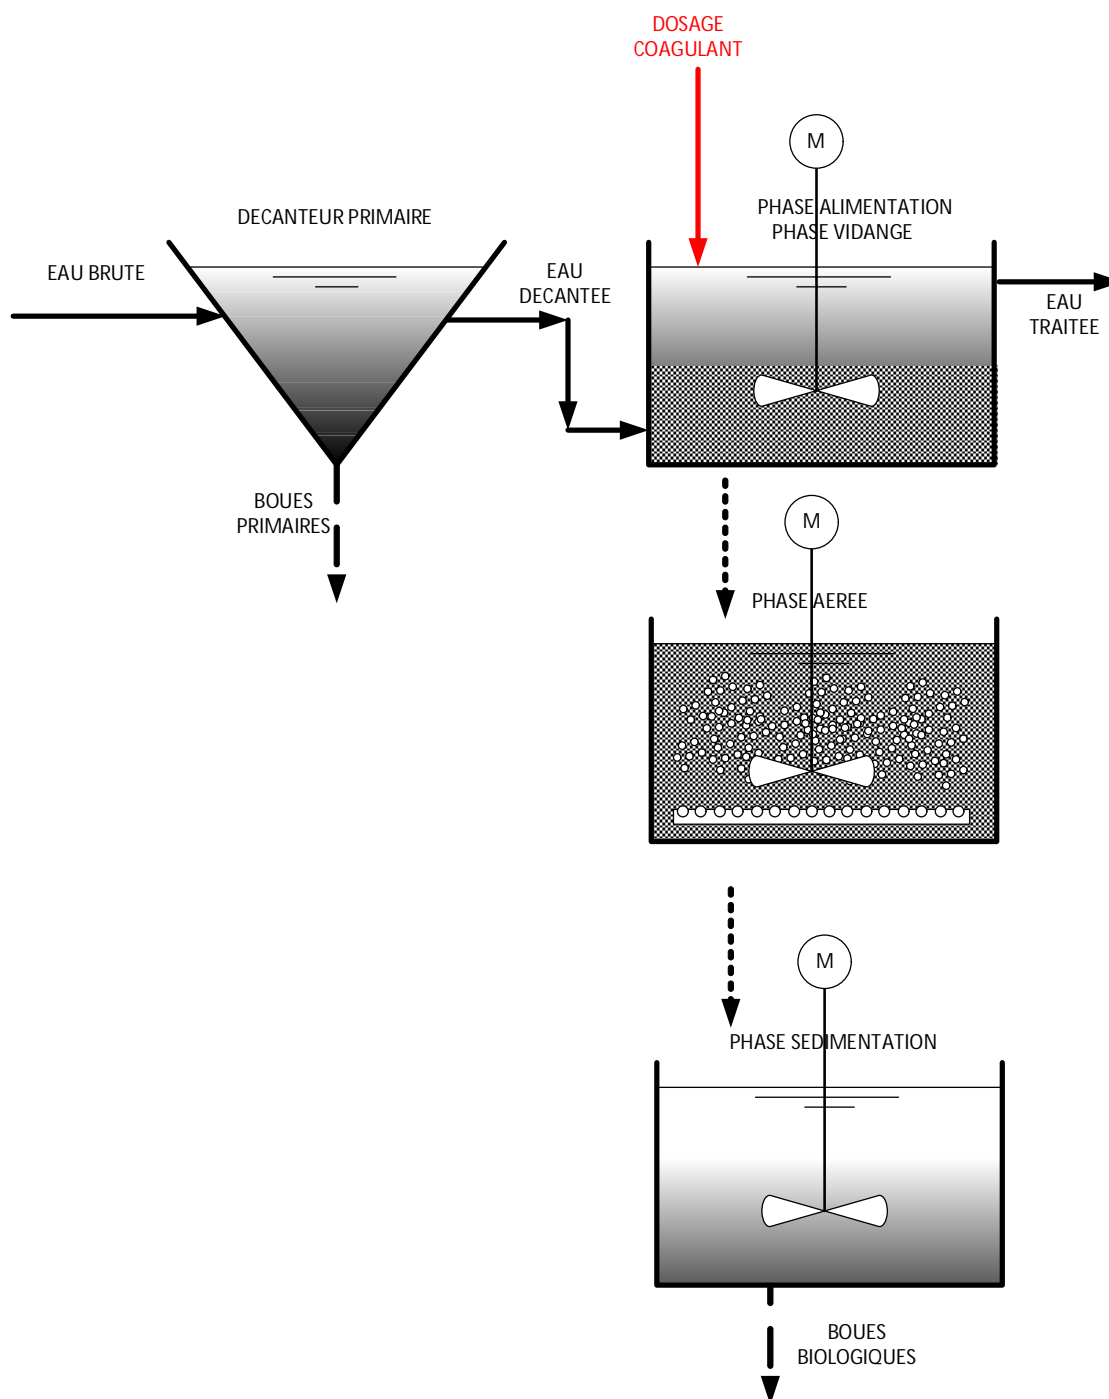 DOSAGE
COAGULANT
M
DECANTEUR PRIMAIRE
PHASE ALIMENTATION
PHASE VIDANGE
EAU BRUTE
EAU
DECANTEE
EAU
TRAITEE
BOUES
PRIMAIRES
M
PHASE AEREE
M
PHASE SEDIMENTATION
BOUES
BIOLOGIQUES